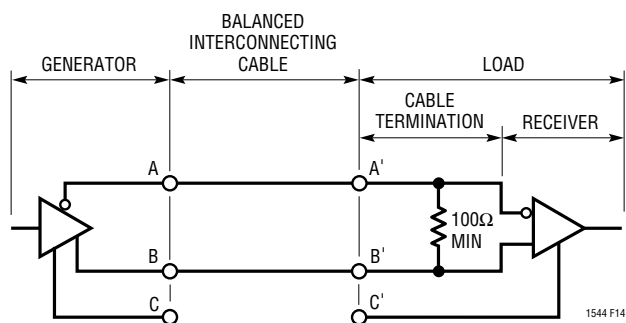 BALANCED
INTERCONNECTING
CABLE
GENERATOR
LOAD
CABLE
TERMINATION
RECEIVER
A
A'
100Ω
MIN
B
B'
C
C'
1544 F14